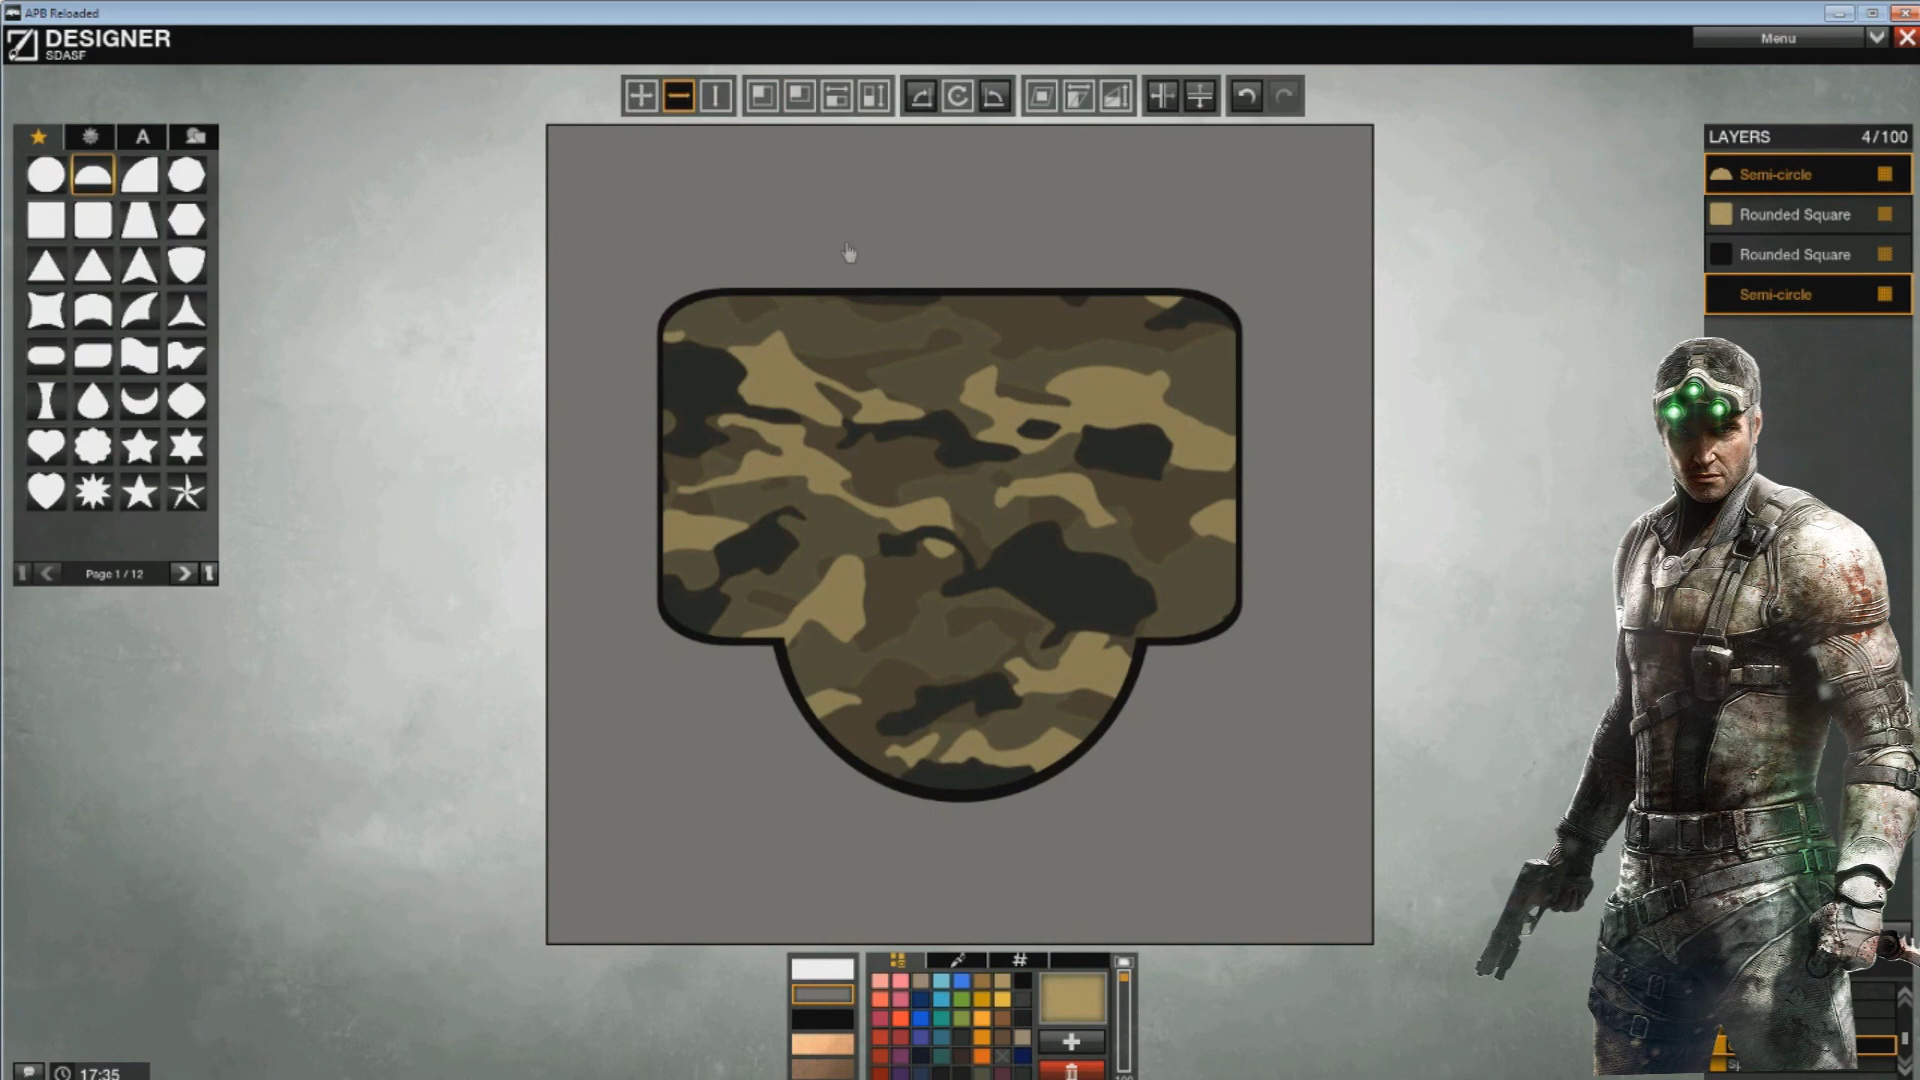 APB Reloaded
DESIGNER
SDASF
Menu
A
LAYERS 4/100
Semi-circle
Rounded Square
Rounded Square
Semi-circle
Page 1 / 12
#
17:35